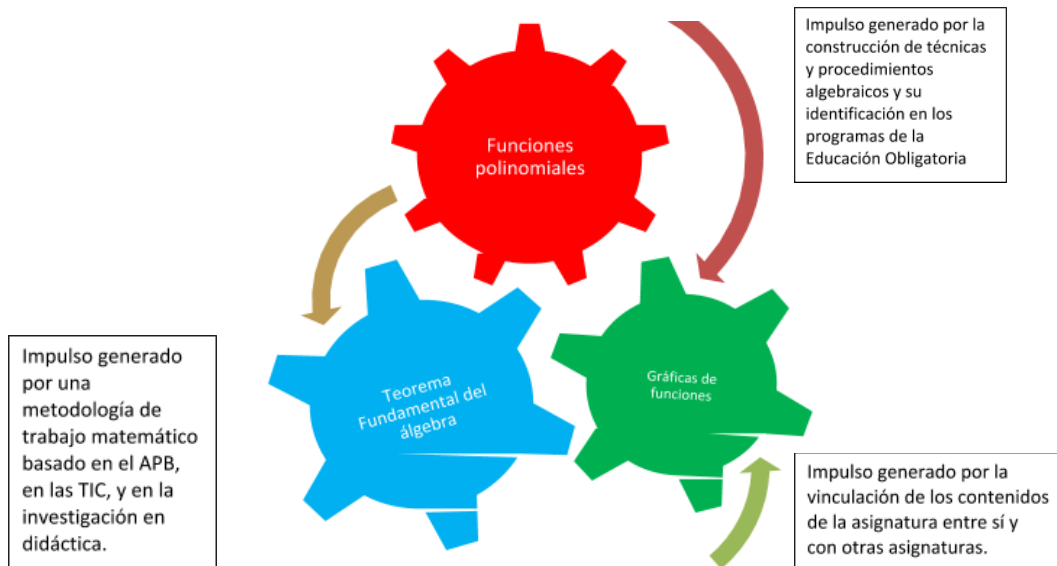 Impulso generado por la
construcción de técnicas
y procedimientos
algebraicos y su
identificación en los
programas de la
Educación Obligatoria
Funciones
polinomiales
Impulso generado
por una
metodología de
trabajo matemático
basado en el APB,
en las TIC, y en la
investigación en
didáctica.
Teorema
Fundamental del
álgebra
Gráficas de
funciones
Impulso generado por la
vinculación de los contenidos
de la asignatura entre sí y
con otras asignaturas.